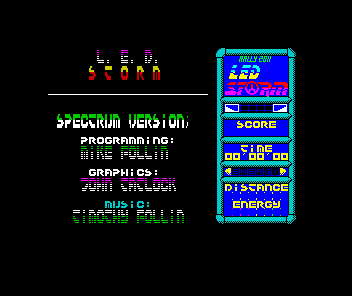 L. E. D.
STORM
SPECTRUM VERSION:
PROGRAMMING:
MIKE FOLLIN
GRAPHICS:
JOHN TATLOCK
MUSIC:
TIMOTHY FOLLIN
RALLY 2011
LED
STORM
SCORE
TIME
00'00'00
DISTANCE
ENERGY